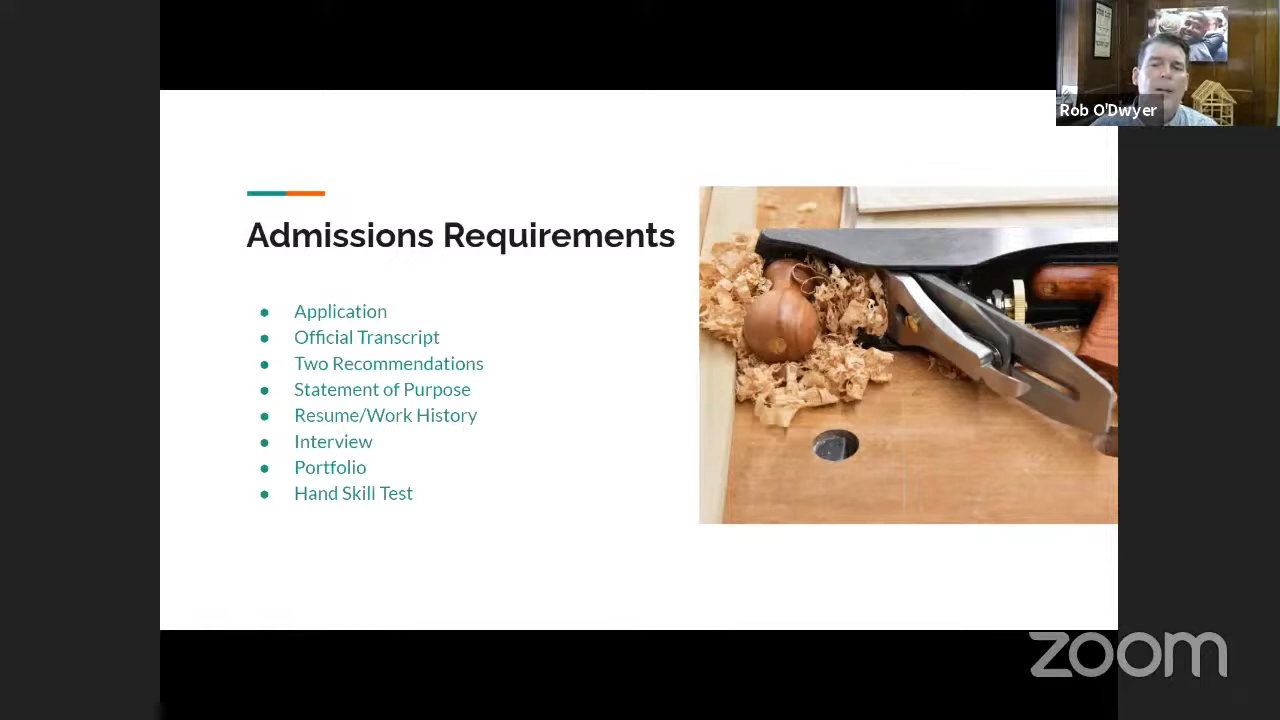 Rob O'Dwyer
Admissions Requirements
Application
Official Transcript
Two Recommendations
Statement of Purpose
Resume/Work History
Interview
Portfolio
Hand Skill Test
zoom